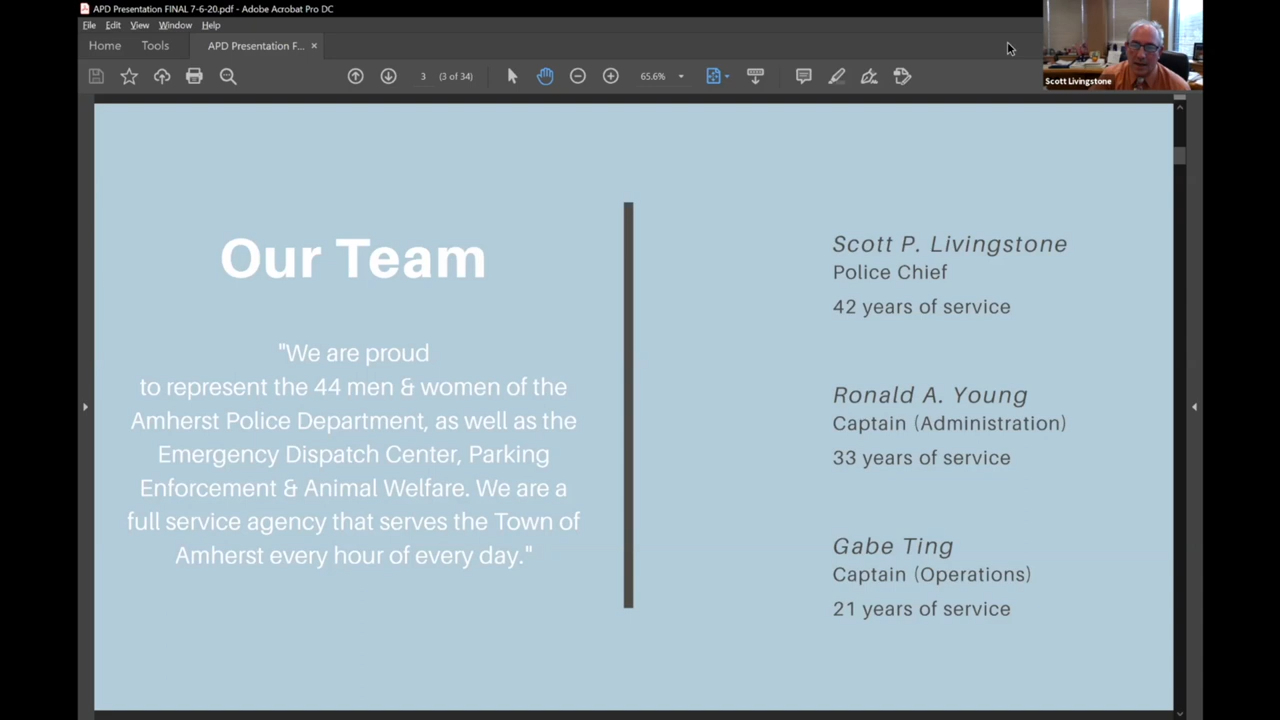 APD Presentation FINAL 7-6-20.pdf - Adobe Acrobat Pro DC
File Edit View Window Help
Home Tools APD Presentation F... ×
3 (3 of 34) 65.6%
Scott Livingstone
Our Team
"We are proud
to represent the 44 men & women of the
Amherst Police Department, as well as the
Emergency Dispatch Center, Parking
Enforcement & Animal Welfare. We are a
full service agency that serves the Town of
Amherst every hour of every day."
Scott P. Livingstone
Police Chief
42 years of service
Ronald A. Young
Captain (Administration)
33 years of service
Gabe Ting
Captain (Operations)
21 years of service